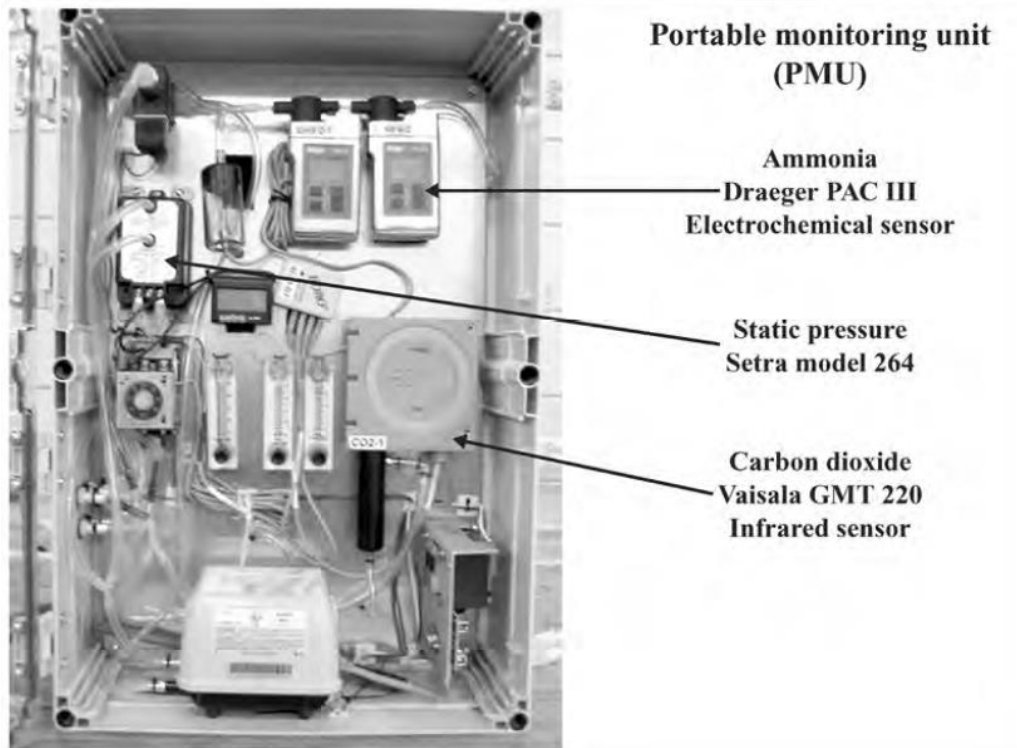 Portable monitoring unit
(PMU)
Ammonia
Draeger PAC III
Electrochemical sensor
Static pressure
Setra model 264
Carbon dioxide
Vaisala GMT 220
Infrared sensor
CO2-1